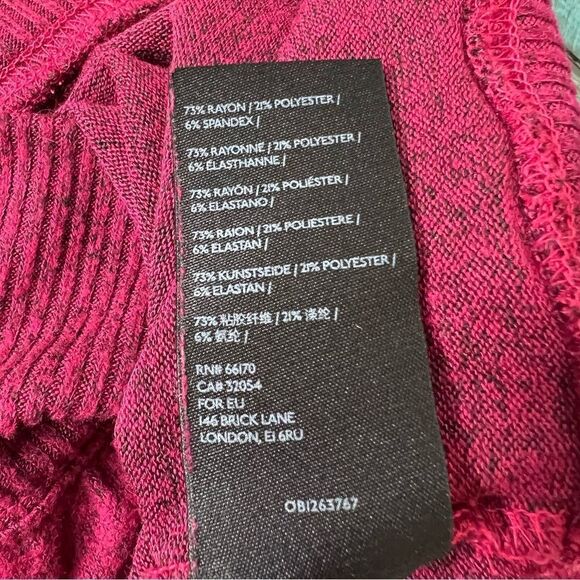 73% RAYON / 21% POLYESTER /
6% SPANDEX /
73% RAYONNE / 21% POLYESTER /
6% ÉLASTHANNE /
73% RAYÓN / 21% POLIÉSTER /
6% ELASTANO /
73% RAION / 21% POLIESTERE /
6% ELASTAN /
73% KUNSTSEIDE / 21% POLYESTER /
6% ELASTAN /
73% 粘胶纤维 / 21% 涤纶 /
6% 氨纶 /
RN# 66170
CA# 32054
FOR EU
146 BRICK LANE
LONDON, E1 6RU
OB1263767